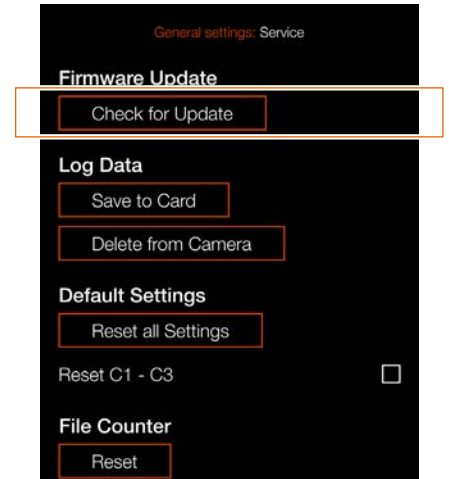 General settings: Service
Firmware Update
Check for Update
Log Data
Save to Card
Delete from Camera
Default Settings
Reset all Settings
Reset C1 - C3
File Counter
Reset